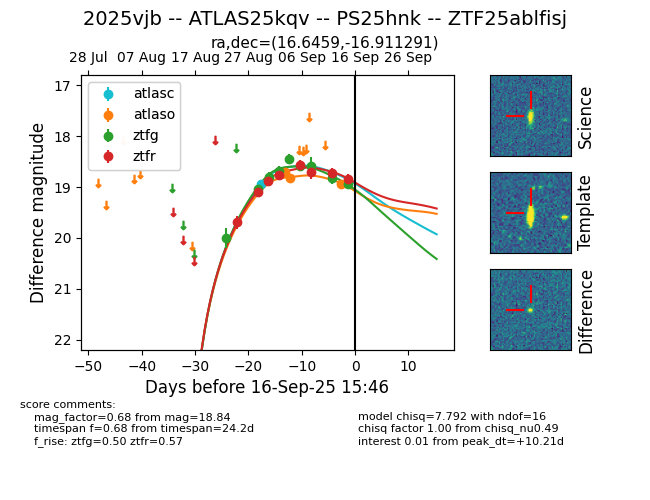 2025vjb -- ATLAS25kqv -- PS25hnk -- ZTF25ablfisj
ra,dec=(16.6459,-16.911291)
28 Jul 07 Aug 17 Aug 27 Aug 06 Sep 16 Sep 26 Sep
atlasc
atlaso
ztfg
ztfr
17
18
19
20
21
22
Difference magnitude
−50 −40 −30 −20 −10 0 10
Days before 16-Sep-25 15:46
Science
Template
Difference
score comments:
mag_factor=0.68 from mag=18.84
timespan f=0.68 from timespan=24.2d
f_rise: ztfg=0.50 ztfr=0.57
model chisq=7.792 with ndof=16
chisq factor 1.00 from chisq_nu0.49
interest 0.01 from peak_dt=+10.21d